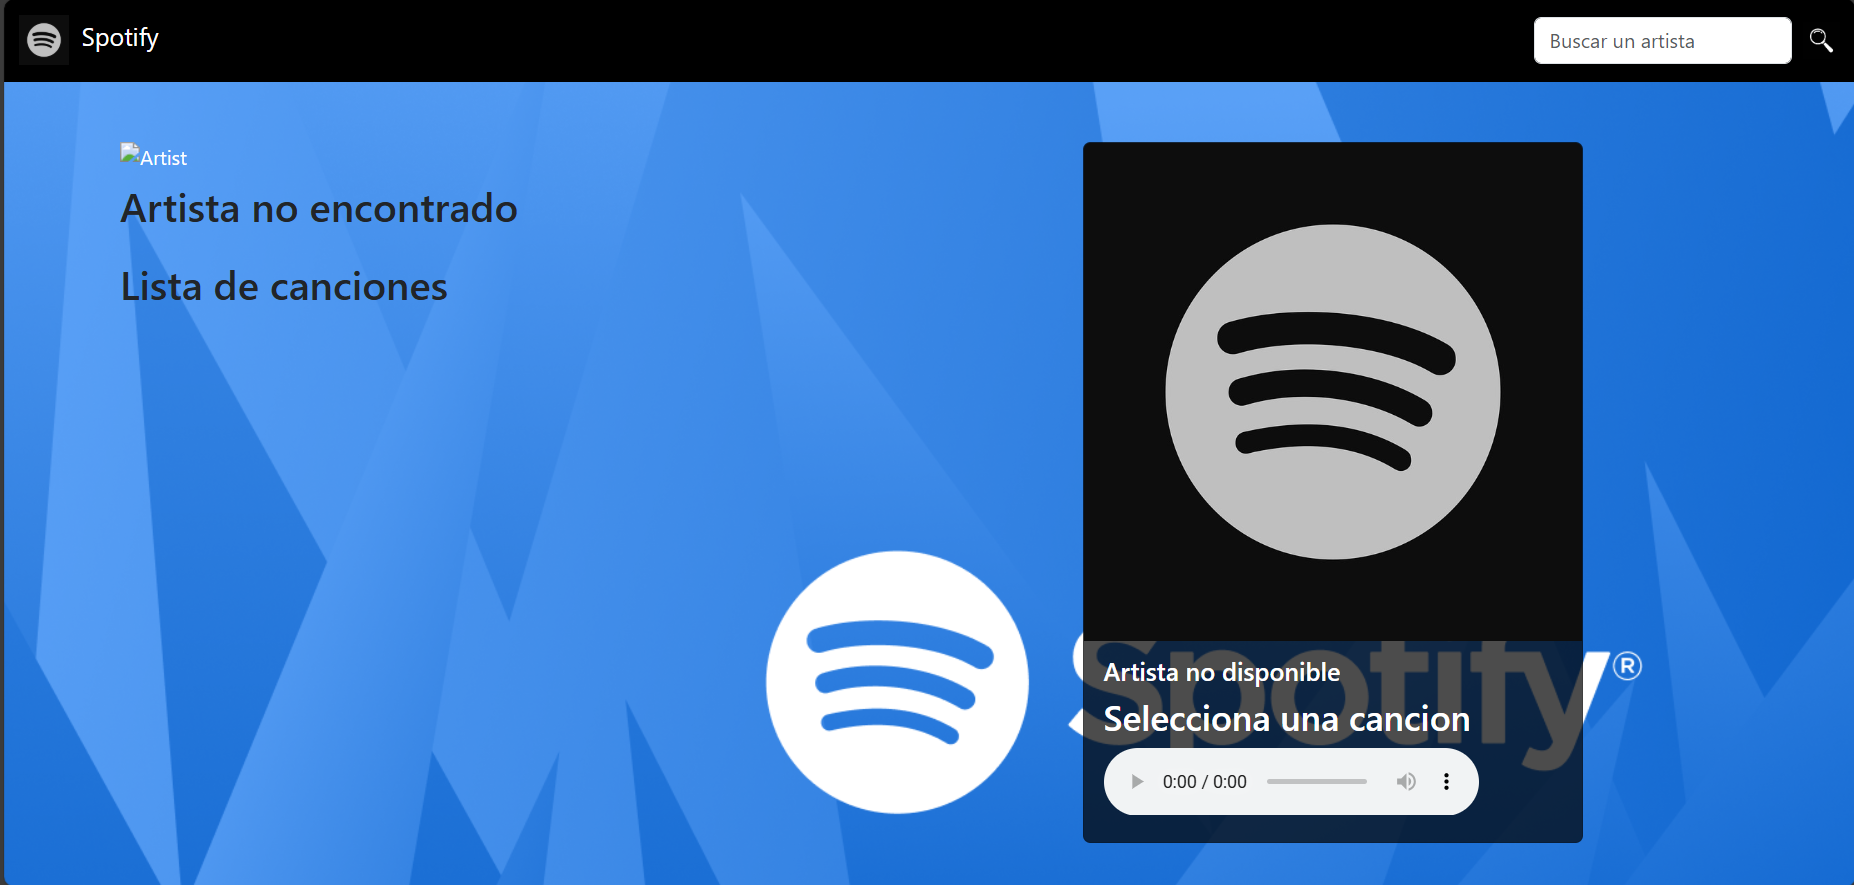 Spotify
Buscar un artista
Artist
Artista no encontrado
Lista de canciones
Spotify®
Artista no disponible
Selecciona una cancion
0:00 / 0:00